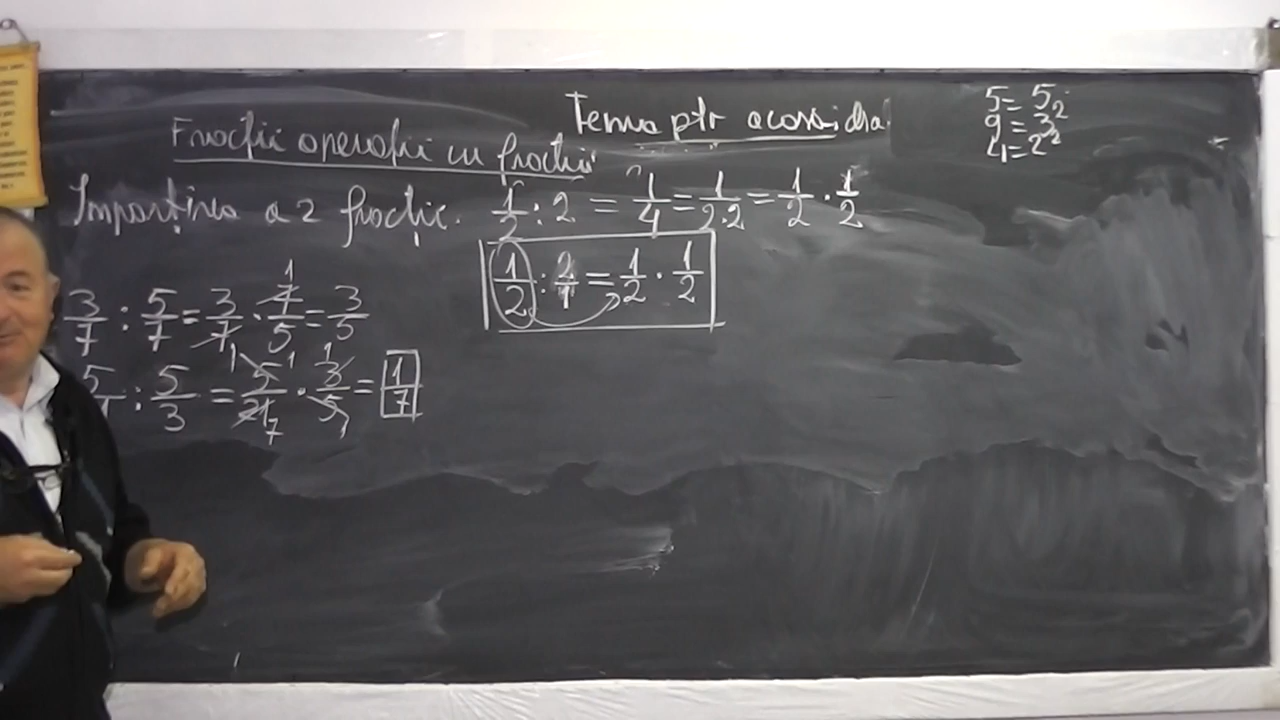 Tema ptr acasă
Fracții operații cu fracții
Împărțirea a 2 fracție. 1/2 : 2 = 1/4 = 1/2·2 = 1/2 · 1/2
1/2 : 2/1 = 1/2 · 1/2
3/7 : 5/7 = 3/7 · 7/5 = 3/5
5/ : 5/3 = 5/21 · 3/5 = 1/7
5 = 5
9 = 3²
4 = 2²